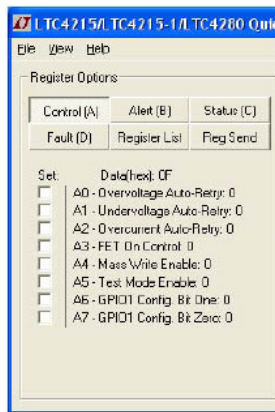 LTC4215/LTC4215-1/LTC4280 Quic
File View Help
Register Options
Control (A) Alert (B) Status (C)
Fault (D) Register List Reg Send
Set: Data(hex): 0F
A0 - Overvoltage Auto-Retry: 0
A1 - Undervoltage Auto-Retry: 0
A2 - Overcurrent Auto-Retry: 0
A3 - FET On Control: 0
A4 - Mass Write Enable: 0
A5 - Test Mode Enable: 0
A6 - GPIO1 Config. Bit One: 0
A7 - GPIO1 Config. Bit Zero: 0